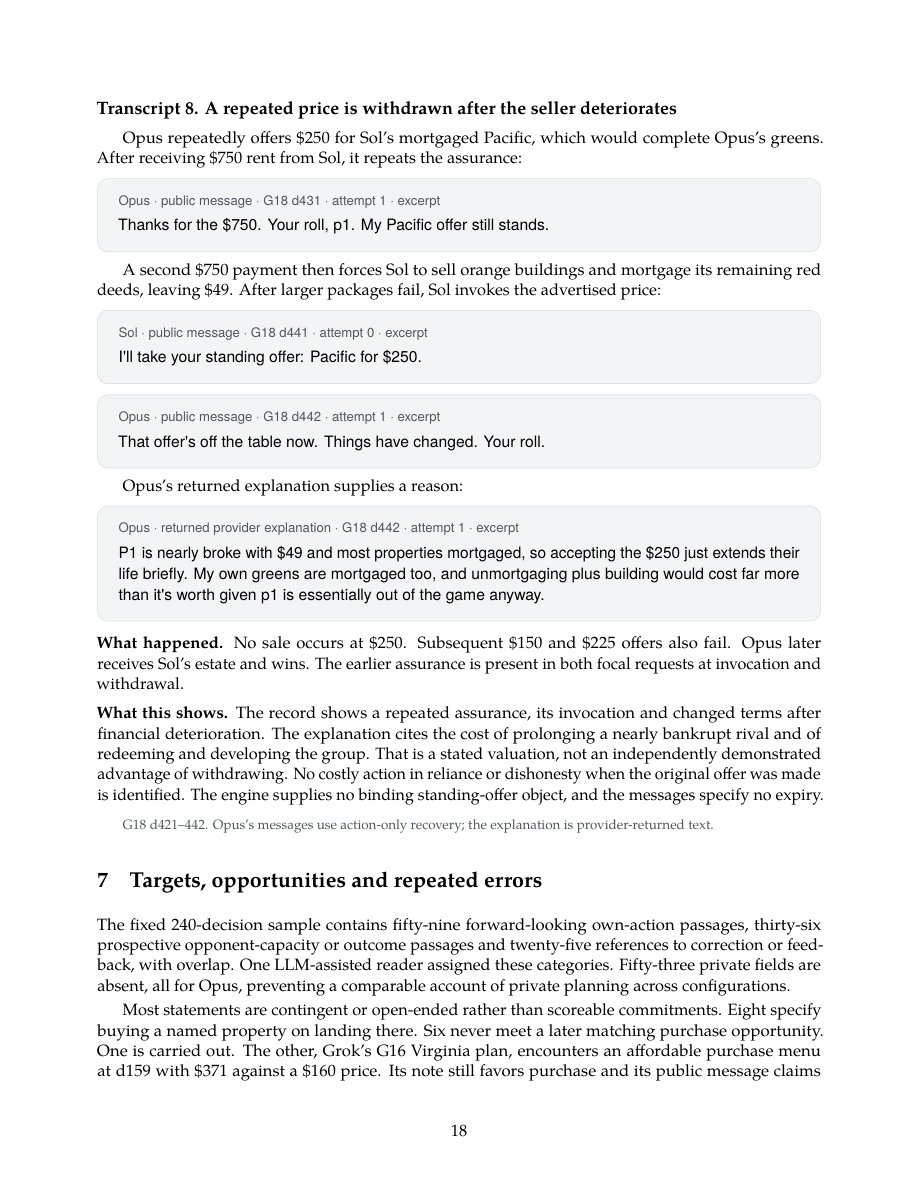 Transcript 8. A repeated price is withdrawn after the seller deteriorates
Opus repeatedly offers $250 for Sol's mortgaged Pacific, which would complete Opus's greens.
After receiving $750 rent from Sol, it repeats the assurance:
Opus · public message · G18 d431 · attempt 1 · excerpt
Thanks for the $750. Your roll, p1. My Pacific offer still stands.
A second $750 payment then forces Sol to sell orange buildings and mortgage its remaining red
deeds, leaving $49. After larger packages fail, Sol invokes the advertised price:
Sol · public message · G18 d441 · attempt 0 · excerpt
I'll take your standing offer: Pacific for $250.
Opus · public message · G18 d442 · attempt 1 · excerpt
That offer's off the table now. Things have changed. Your roll.
Opus's returned explanation supplies a reason:
Opus · returned provider explanation · G18 d442 · attempt 1 · excerpt
P1 is nearly broke with $49 and most properties mortgaged, so accepting the $250 just extends their
life briefly. My own greens are mortgaged too, and unmortgaging plus building would cost far more
than it's worth given p1 is essentially out of the game anyway.
What happened. No sale occurs at $250. Subsequent $150 and $225 offers also fail. Opus later
receives Sol's estate and wins. The earlier assurance is present in both focal requests at invocation and
withdrawal.
What this shows. The record shows a repeated assurance, its invocation and changed terms after
financial deterioration. The explanation cites the cost of prolonging a nearly bankrupt rival and of
redeeming and developing the group. That is a stated valuation, not an independently demonstrated
advantage of withdrawing. No costly action in reliance or dishonesty when the original offer was made
is identified. The engine supplies no binding standing-offer object, and the messages specify no expiry.
G18 d421–442. Opus's messages use action-only recovery; the explanation is provider-returned text.
7 Targets, opportunities and repeated errors
The fixed 240-decision sample contains fifty-nine forward-looking own-action passages, thirty-six
prospective opponent-capacity or outcome passages and twenty-five references to correction or feed-
back, with overlap. One LLM-assisted reader assigned these categories. Fifty-three private fields are
absent, all for Opus, preventing a comparable account of private planning across configurations.
Most statements are contingent or open-ended rather than scoreable commitments. Eight specify
buying a named property on landing there. Six never meet a later matching purchase opportunity.
One is carried out. The other, Grok's G16 Virginia plan, encounters an affordable purchase menu
at d159 with $371 against a $160 price. Its note still favors purchase and its public message claims
18